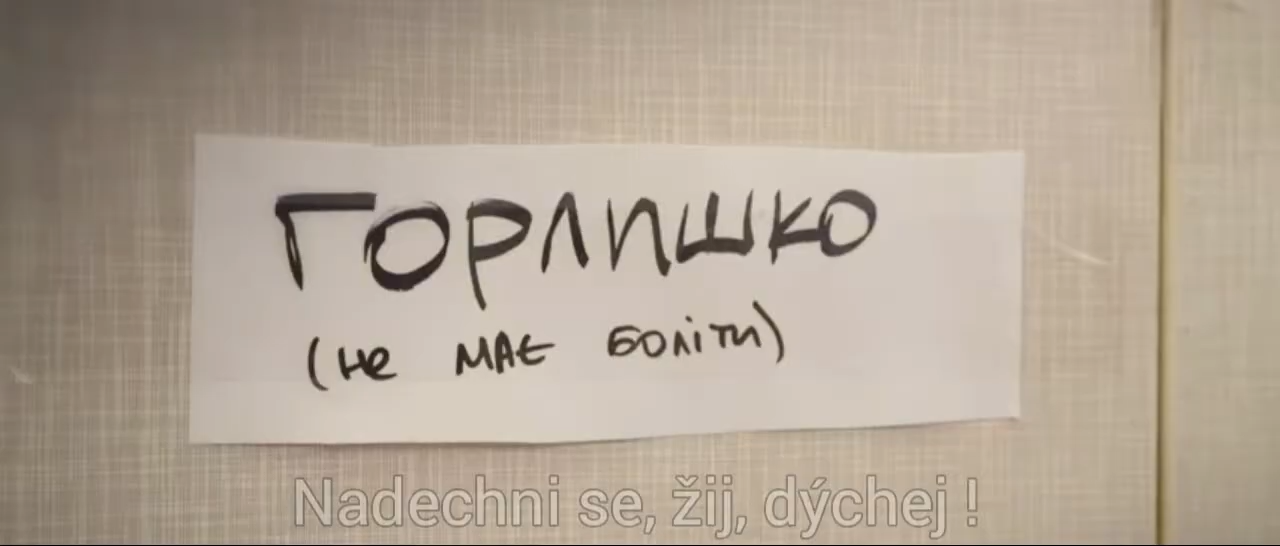 ГОРЛИШКО
(не має боліти)
Nadechni se, žij, dýchej !